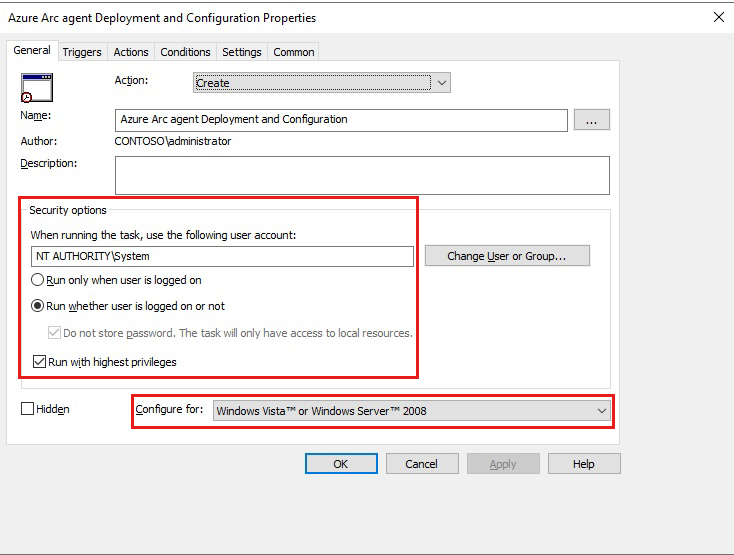 Azure Arc agent Deployment and Configuration Properties
General Triggers Actions Conditions Settings Common
Action: Create
Name: Azure Arc agent Deployment and Configuration ...
Author: CONTOSO\administrator
Description:
Security options
When running the task, use the following user account:
NT AUTHORITY\System Change User or Group...
Run only when user is logged on
Run whether user is logged on or not
Do not store password. The task will only have access to local resources.
Run with highest privileges
Hidden Configure for: Windows Vista™ or Windows Server™ 2008
OK Cancel Apply Help